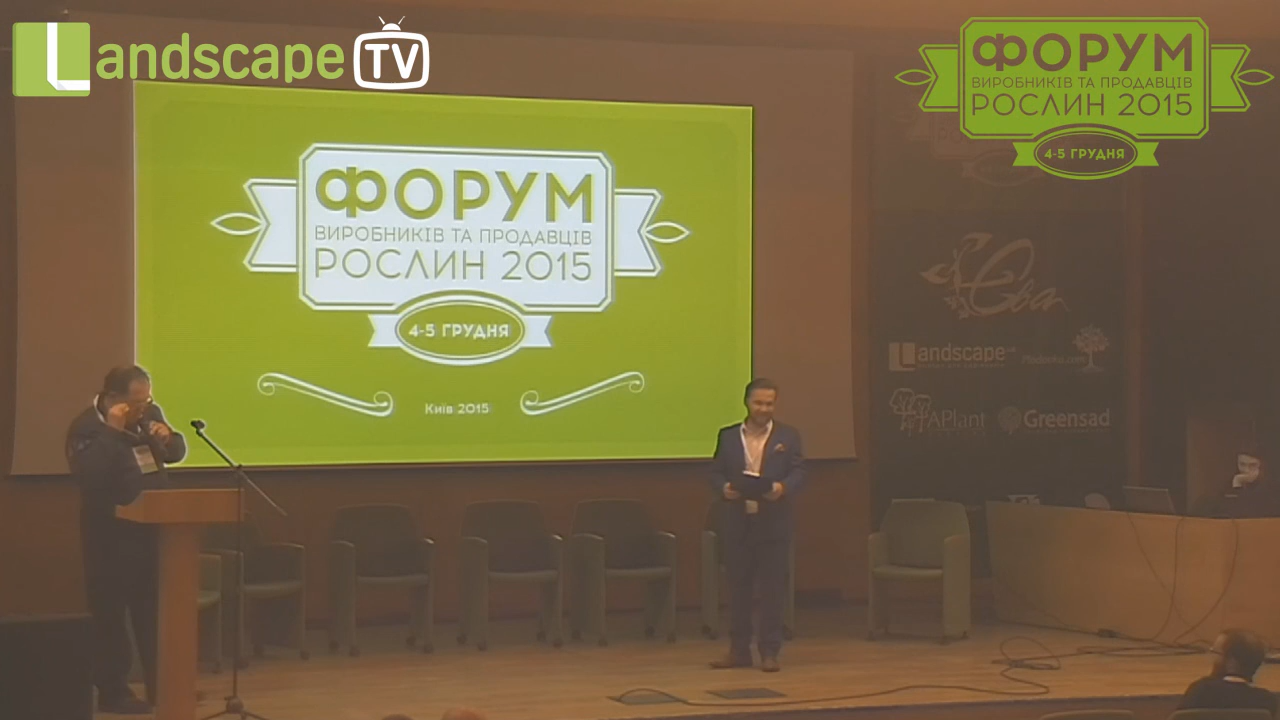 Landscape TV
ФОРУМ
ВИРОБНИКІВ ТА ПРОДАВЦІВ
РОСЛИН 2015
4-5 ГРУДНЯ
ФОРУМ
ВИРОБНИКІВ ТА ПРОДАВЦІВ
РОСЛИН 2015
4-5 ГРУДНЯ
Київ 2015
Ева
Landscape
APlant
Greensad